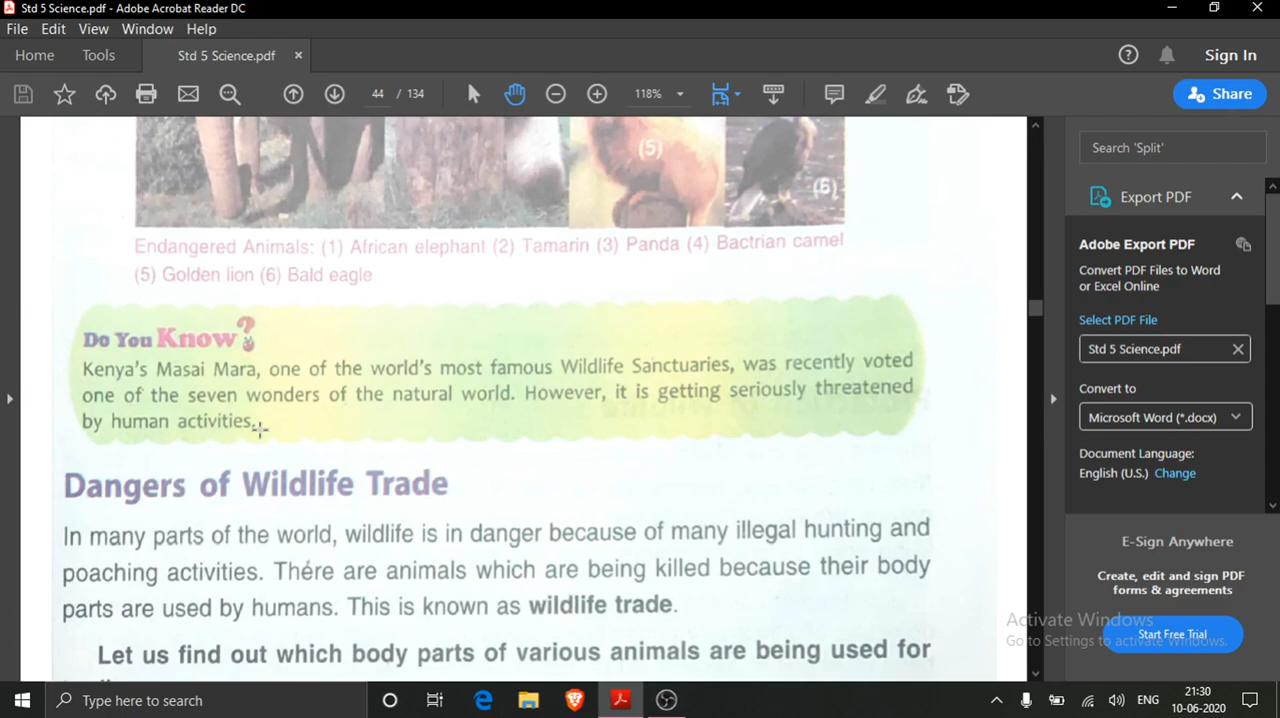 Std 5 Science.pdf - Adobe Acrobat Reader DC
File Edit View Window Help
Home Tools Std 5 Science.pdf × Sign In
44 / 134 118% Share
(5)
(6)
Endangered Animals: (1) African elephant (2) Tamarin (3) Panda (4) Bactrian camel
(5) Golden lion (6) Bald eagle
Do You Know?
Kenya's Masai Mara, one of the world's most famous Wildlife Sanctuaries, was recently voted
one of the seven wonders of the natural world. However, it is getting seriously threatened
by human activities.
Dangers of Wildlife Trade
In many parts of the world, wildlife is in danger because of many illegal hunting and
poaching activities. Thére are animals which are being killed because their body
parts are used by humans. This is known as wildlife trade.
Let us find out which body parts of various animals are being used for
Search 'Split'
Export PDF
Adobe Export PDF
Convert PDF Files to Word
or Excel Online
Select PDF File
Std 5 Science.pdf
Convert to
Microsoft Word (*.docx)
Document Language:
English (U.S.) Change
E-Sign Anywhere
Create, edit and sign PDF
forms & agreements
Start Free Trial
Activate Windows
Go to Settings to activate Windows.
Type here to search
ENG
21:30
10-06-2020